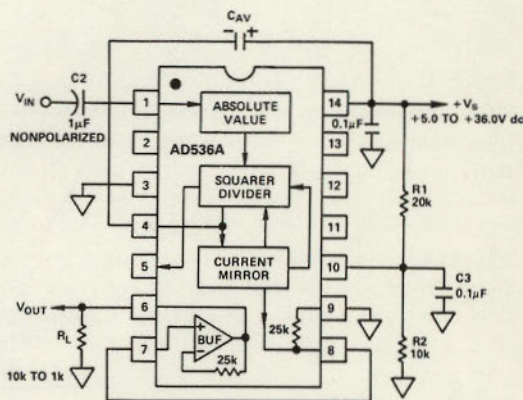 CAV
− +
C2
VIN
1µF
NONPOLARIZED
1
2
3
4
5
6
7
AD536A
ABSOLUTE
VALUE
SQUARER
DIVIDER
CURRENT
MIRROR
BUF
+
−
25k
25k
14
13
12
11
10
9
8
0.1µF
+VS
+5.0 TO +36.0V dc
R1
20k
C3
0.1µF
R2
10k
VOUT
RL
10k TO 1k